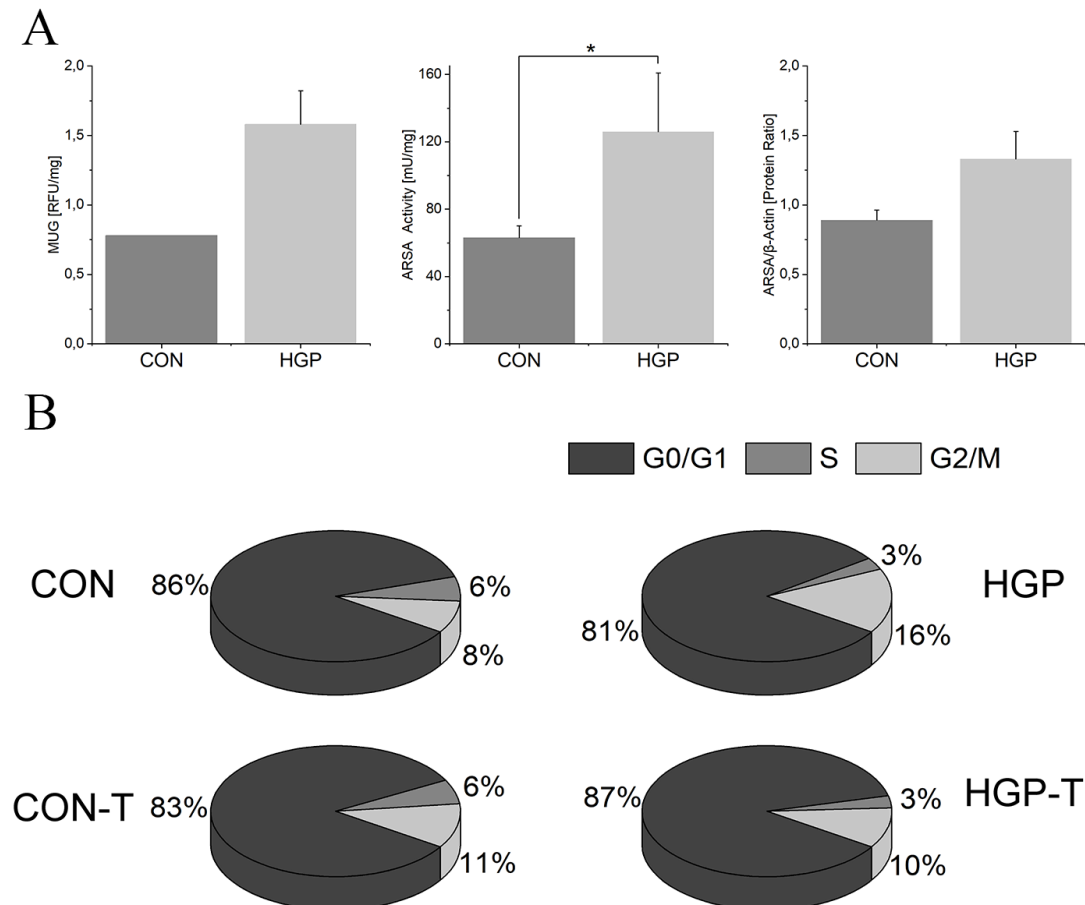 A
2,0
1,5
1,0
0,5
0,0
MUG [RFU/mg]
CON
HGP
*
160
120
80
60
40
0
ARSA Activity [mU/mg]
CON
HGP
2,0
1,5
1,0
0,5
0,0
ARSA/β-Actin [Protein Ratio]
CON
HGP
B
G0/G1 S G2/M
CON 86% 6% 8%
3% HGP
81% 16%
CON-T 83% 6% 11%
87% 3% HGP-T
10%